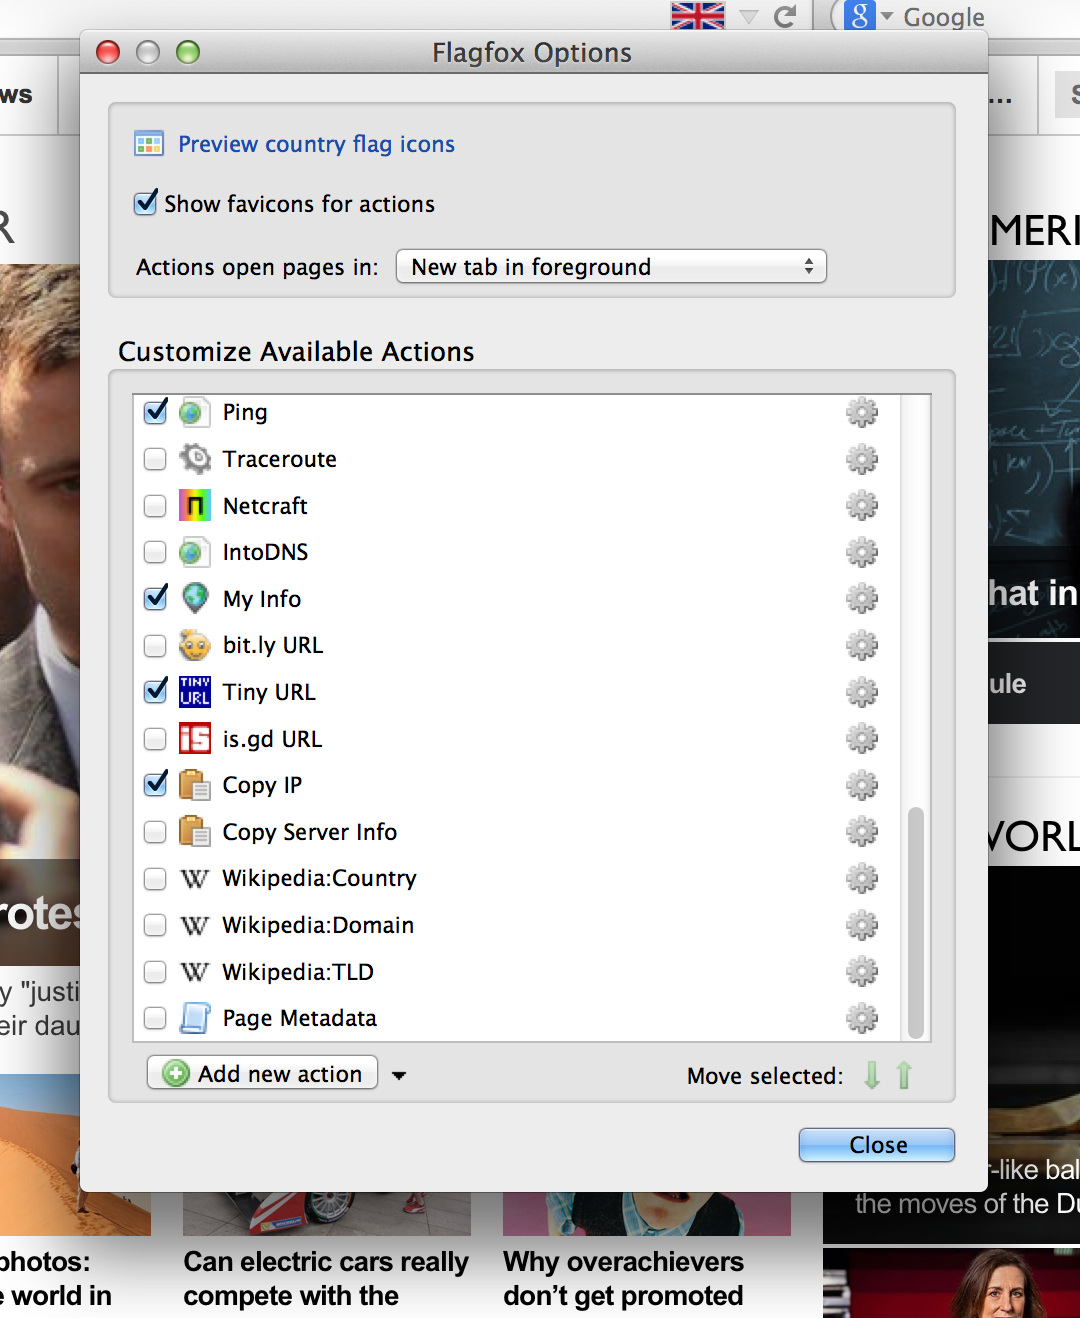 Google
Flagfox Options
ws
...
S
Preview country flag icons
Show favicons for actions
Actions open pages in: New tab in foreground
R
MERI
Customize Available Actions
Ping
Traceroute
Netcraft
IntoDNS
My Info
hat in
bit.ly URL
Tiny URL
ule
is.gd URL
Copy IP
Copy Server Info
WORL
Wikipedia:Country
rotes
Wikipedia:Domain
Wikipedia:TLD
y "justi
Page Metadata
eir dau
Add new action
Move selected:
Close
r-like bal
the moves of the Du
photos:
e world in
Can electric cars really
compete with the
Why overachievers
don't get promoted